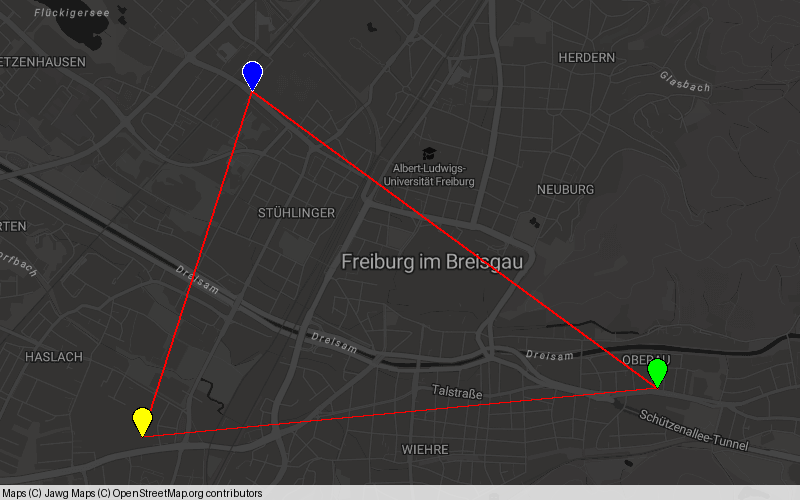 Flückigersee
ETZENHAUSEN
HERDERN
Glasbach
Albert-Ludwigs-
Universität Freiburg
NEUBURG
STÜHLINGER
RTEN
orfbach
Freiburg im Breisgau
Dreisam
Dreisam
Dreisam
HASLACH
OBERAU
Talstraße
Schützenallee-Tunnel
WIEHRE
Maps (C) Jawg Maps (C) OpenStreetMap.org contributors